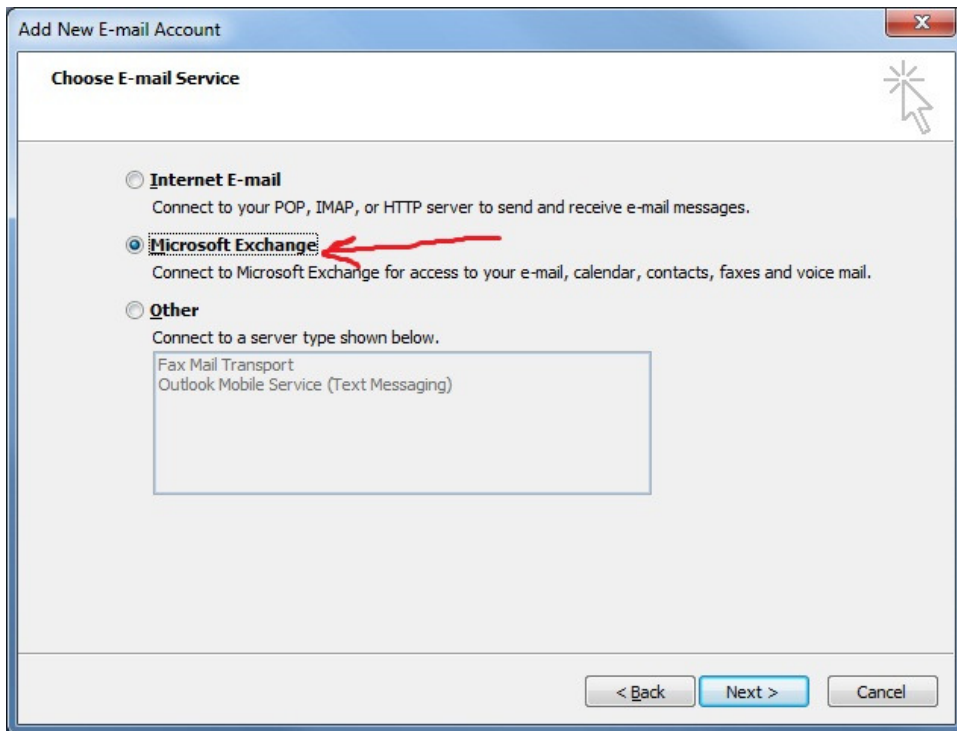 Add New E-mail Account
Choose E-mail Service
Internet E-mail
Connect to your POP, IMAP, or HTTP server to send and receive e-mail messages.
Microsoft Exchange
Connect to Microsoft Exchange for access to your e-mail, calendar, contacts, faxes and voice mail.
Other
Connect to a server type shown below.
Fax Mail Transport
Outlook Mobile Service (Text Messaging)
< Back Next > Cancel